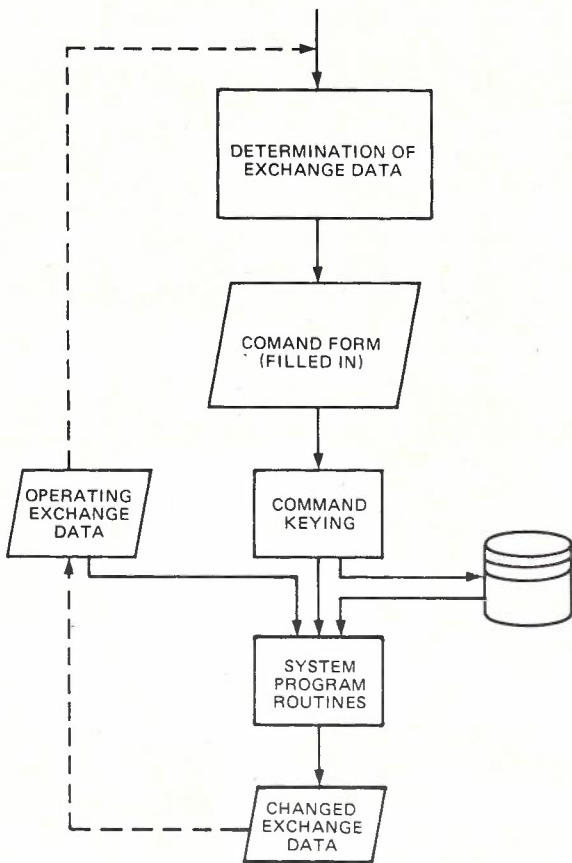 DETERMINATION OF
EXCHANGE DATA
COMAND FORM
(FILLED IN)
OPERATING
EXCHANGE
DATA
COMMAND
KEYING
SYSTEM
PROGRAM
ROUTINES
CHANGED
EXCHANGE
DATA